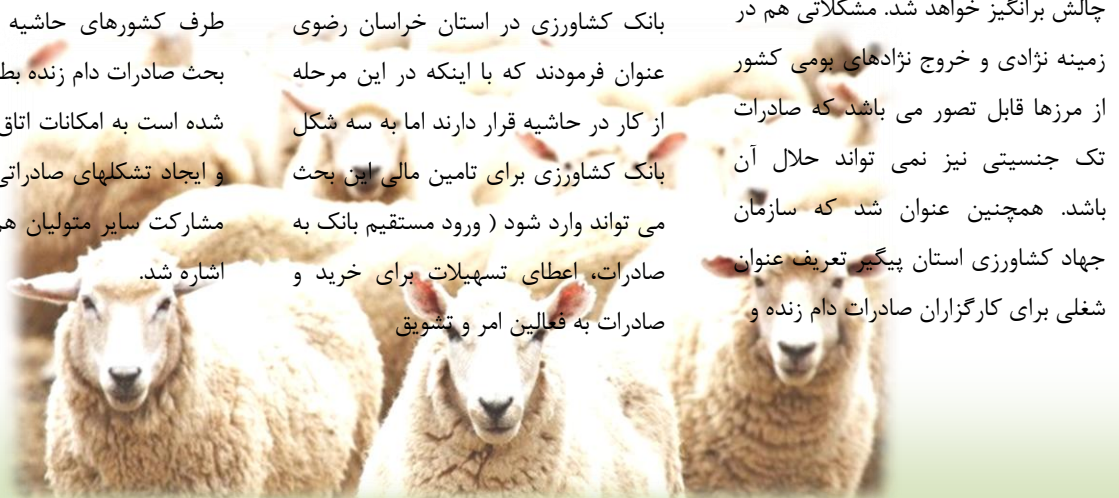 چالش برانگیز خواهد شد. مشکلاتی هم در
زمینه نژادی و خروج نژادهای بومی کشور
از مرزها قابل تصور می باشد که صادرات
تک جنسیتی نیز نمی تواند حلال آن
باشد. همچنین عنوان شد که سازمان
جهاد کشاورزی استان پیگیر تعریف عنوان
شغلی برای کارگزاران صادرات دام زنده و
بانک کشاورزی در استان خراسان رضوی
عنوان فرمودند که با اینکه در این مرحله
از کار در حاشیه قرار دارند اما به سه شکل
بانک کشاورزی برای تامین مالی این بحث
می تواند وارد شود ( ورود مستقیم بانک به
صادرات، اعطای تسهیلات برای خرید و
صادرات به فعالین امر و تشویق
طرف کشورهای حاشیه
بحث صادرات دام زنده
شده است به امکانات اتاق
و ایجاد تشکلهای صادراتی
مشارکت سایر متولیان
اشاره شد.